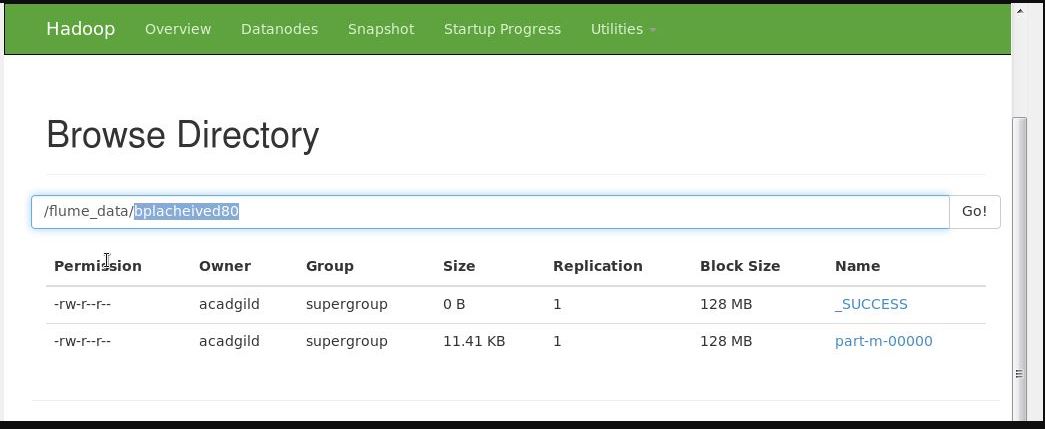 Hadoop Overview Datanodes Snapshot Startup Progress Utilities
Browse Directory
/flume_data/bplacheived80 Go!
Permission Owner Group Size Replication Block Size Name
-rw-r--r-- acadgild supergroup 0 B 1 128 MB _SUCCESS
-rw-r--r-- acadgild supergroup 11.41 KB 1 128 MB part-m-00000